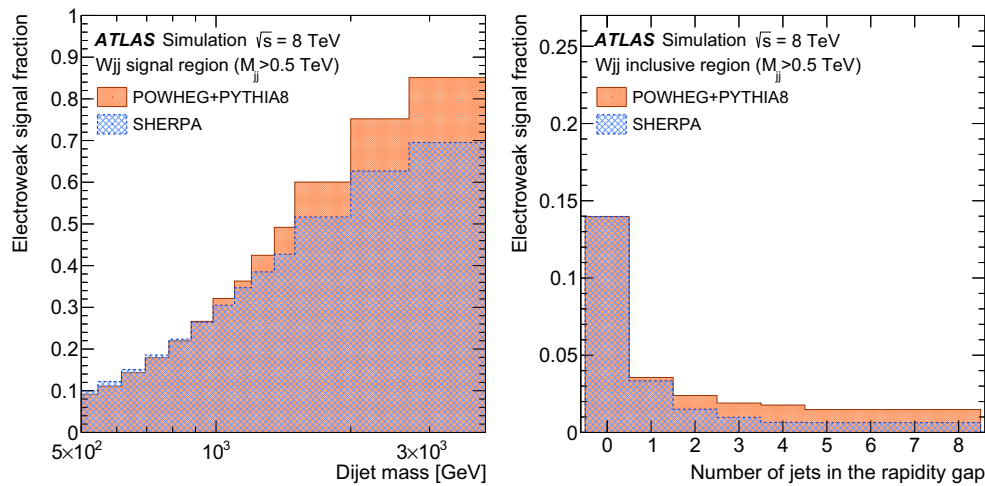 ATLAS Simulation √s = 8 TeV
Wjj signal region (Mjj>0.5 TeV)
POWHEG+PYTHIA8
SHERPA
Electroweak signal fraction
1
0.9
0.8
0.7
0.6
0.5
0.4
0.3
0.2
0.1
0
5×10² 10³ 3×10³
Dijet mass [GeV]
ATLAS Simulation √s = 8 TeV
Wjj inclusive region (Mjj>0.5 TeV)
POWHEG+PYTHIA8
SHERPA
Electroweak signal fraction
0.25
0.2
0.15
0.1
0.05
0
0 1 2 3 4 5 6 7 8
Number of jets in the rapidity gap